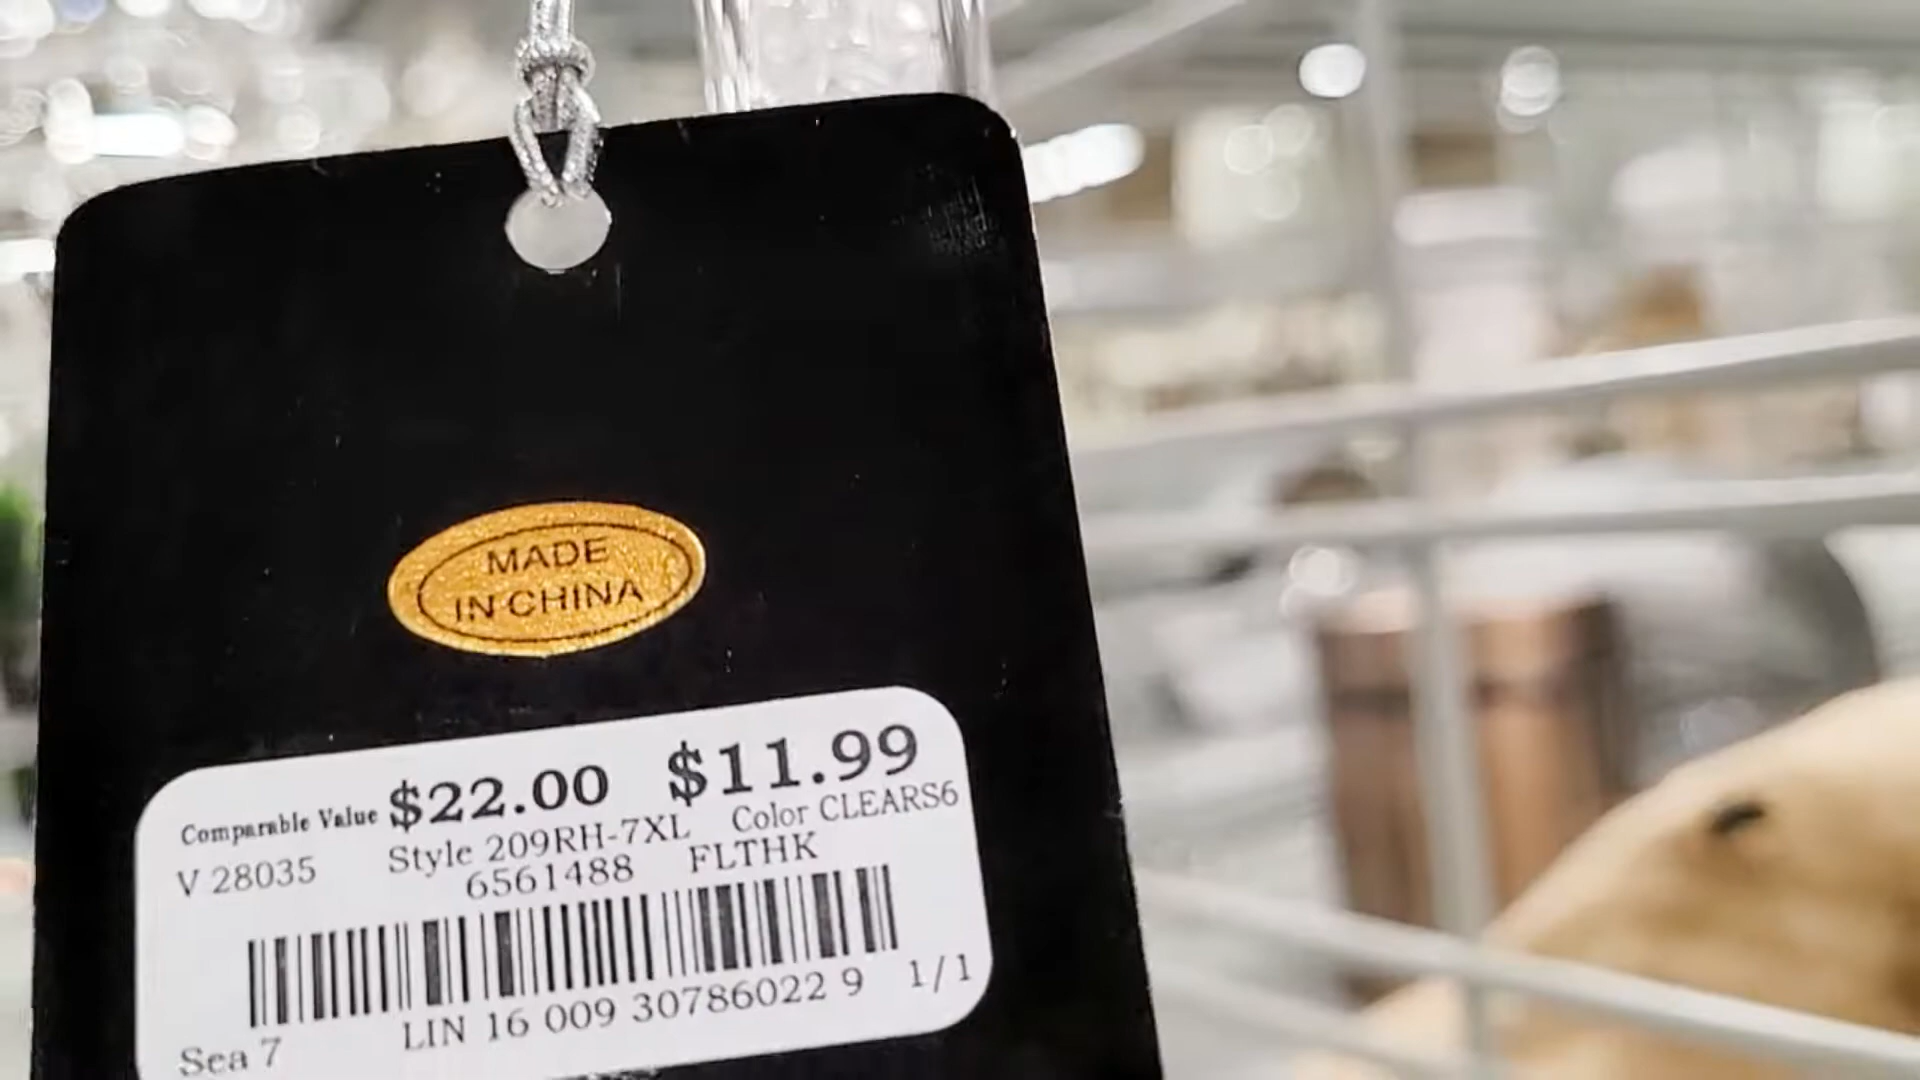 MADE
IN CHINA
Comparable Value $22.00 $11.99
Style 209RH-7XL Color CLEARS6
V 28035 6561488 FLTHK
LIN 16 009 30786022 9 1/1
Sea 7